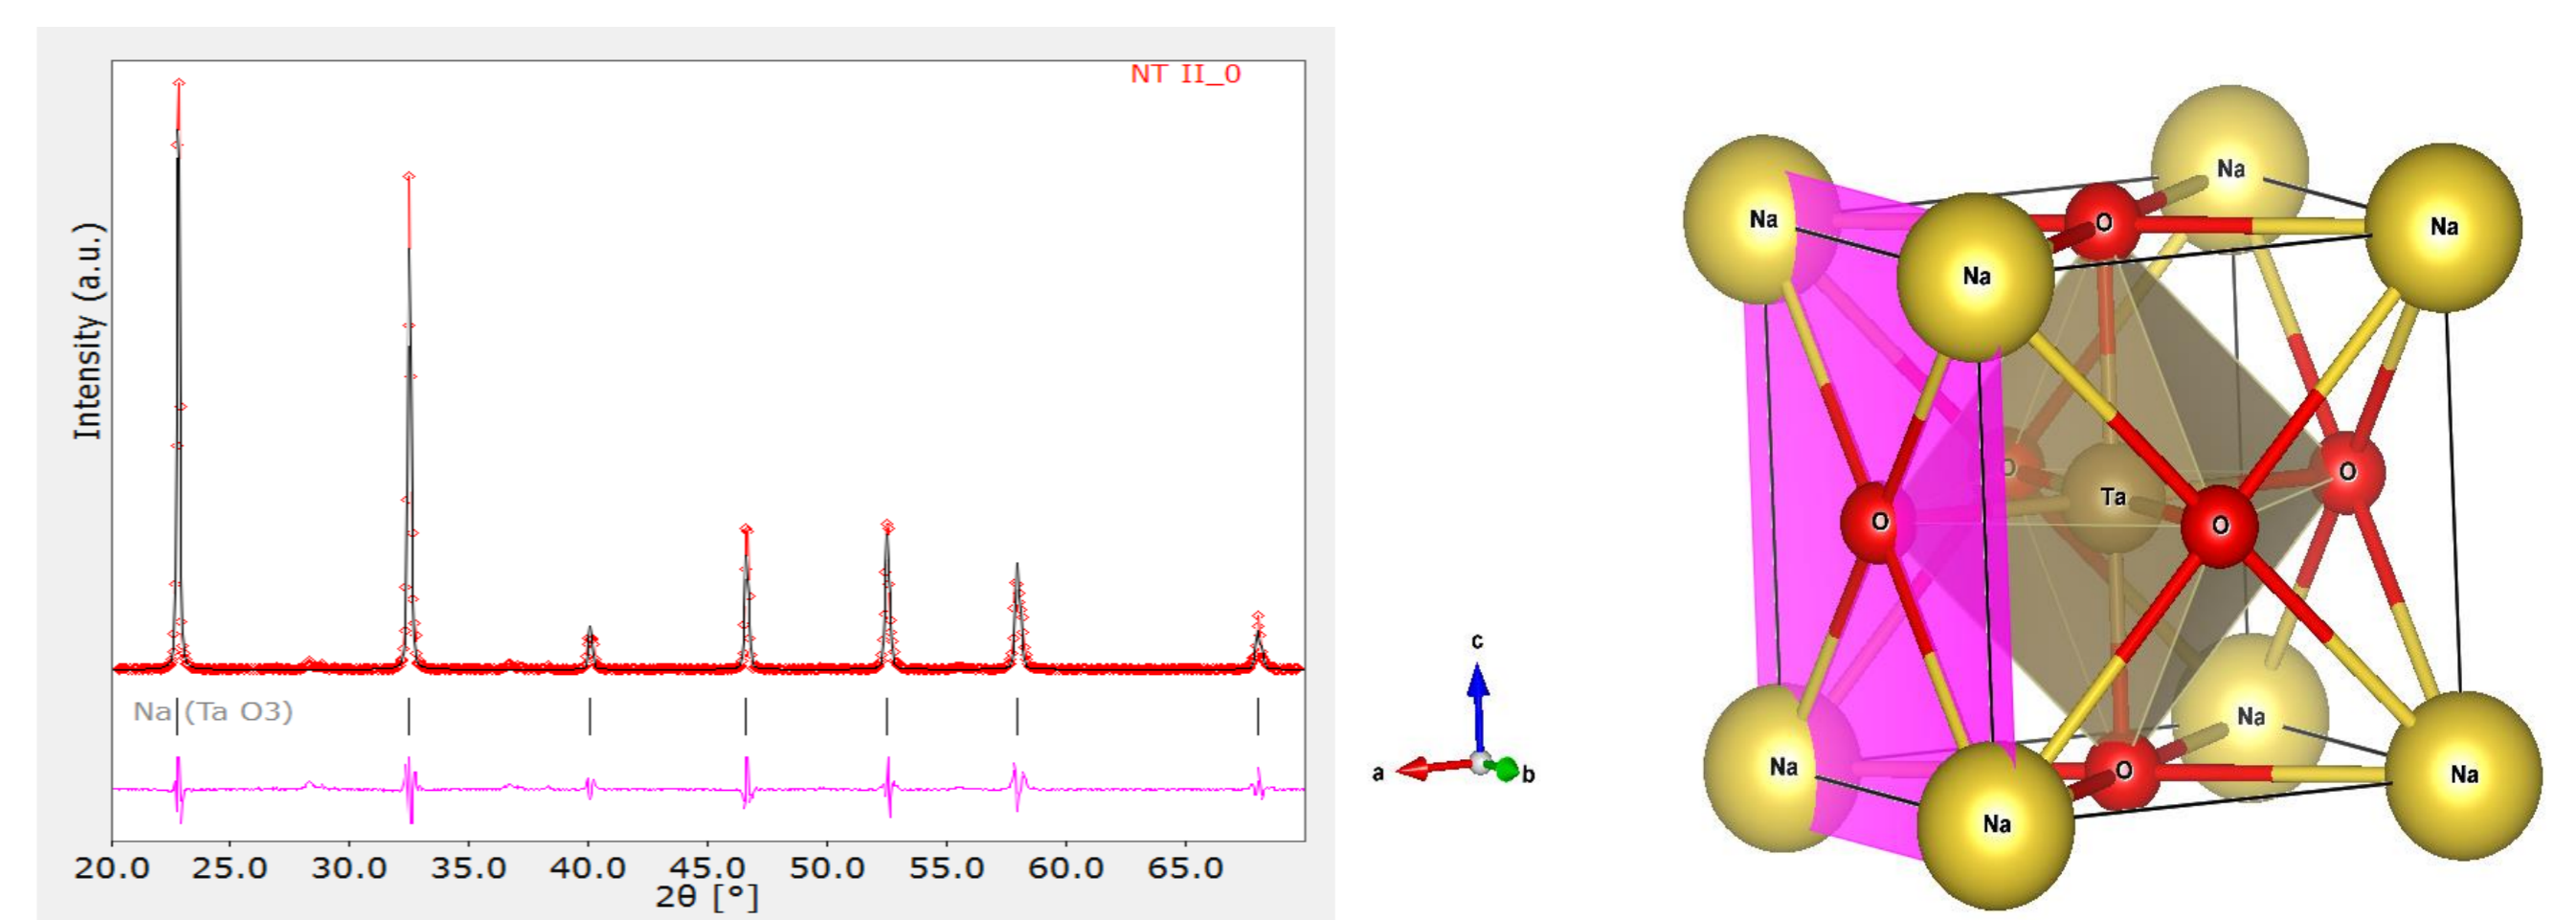 NT II_0
Intensity (a.u.)
Na (Ta O3)
20.0 25.0 30.0 35.0 40.0 45.0 50.0 55.0 60.0 65.0
2θ [°]
c
a
b
Na
Na
Na
Na
O
O
O
O
Ta
O
Na
Na
Na
Na
O